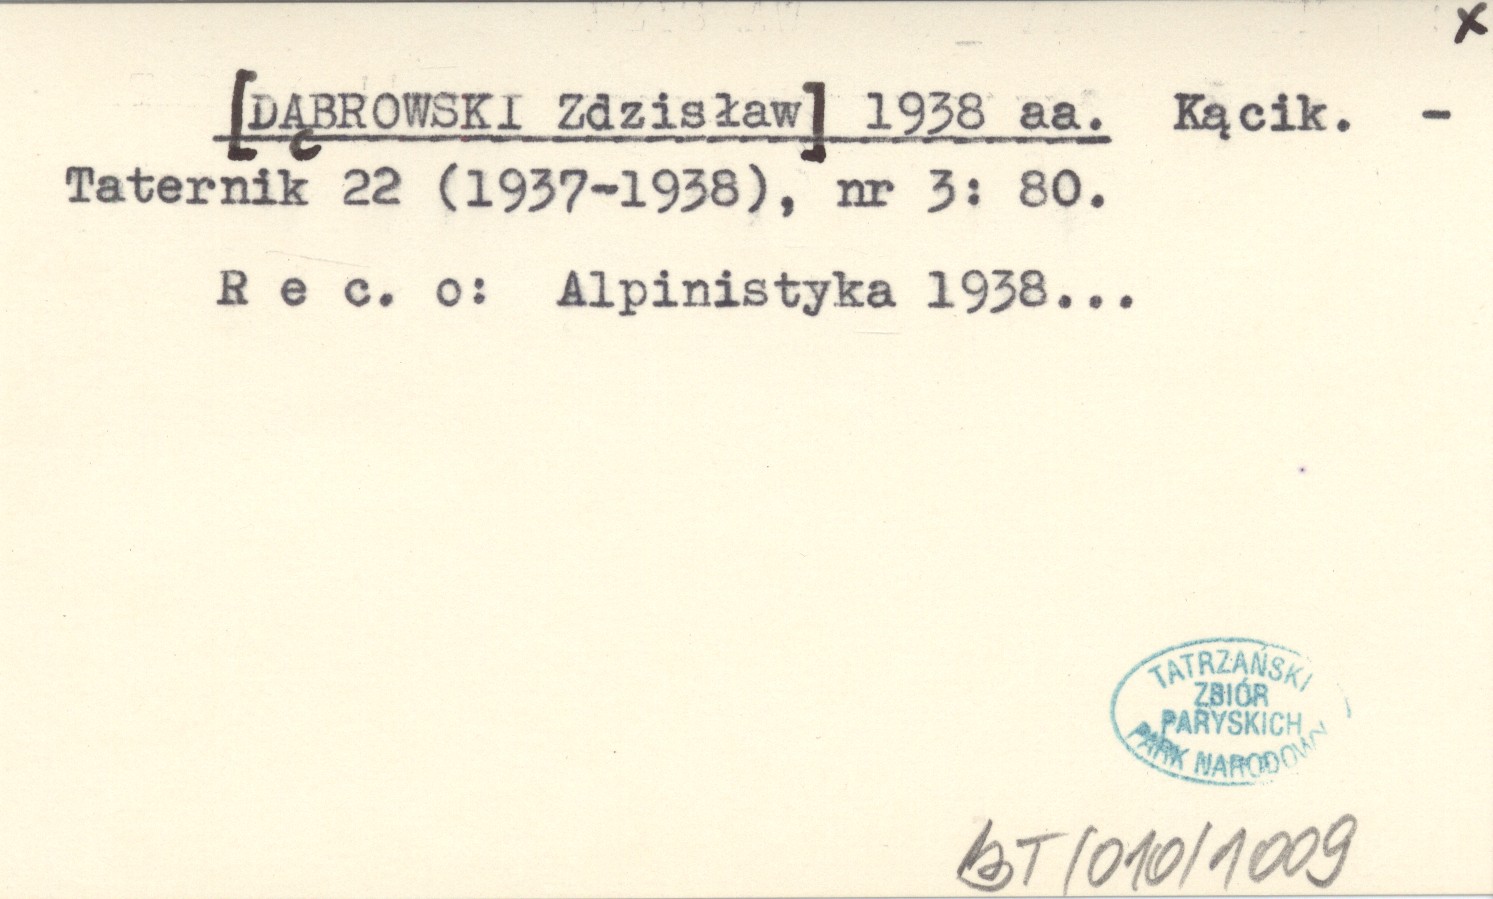 x
[DĄBROWSKI Zdzisław] 1938 aa. Kącik. -
Taternik 22 (1937-1938), nr 3: 80.
R e c. o: Alpinistyka 1938...
TATRZAŃSKI
ZBIÓR
PARYSKICH
PARK NARODOWY
BT/010/1009